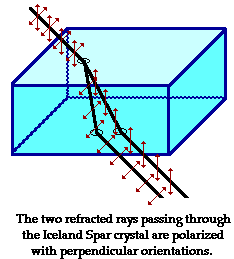 The two refracted rays passing through
the Iceland Spar crystal are polarized
with perpendicular orientations.